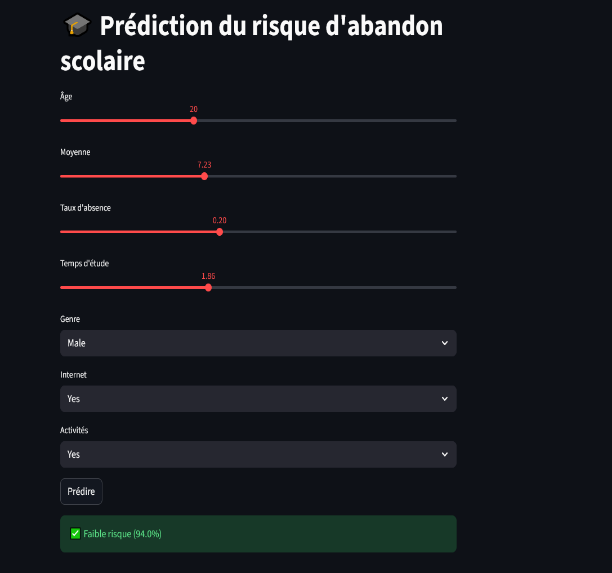 🎓 Prédiction du risque d'abandon
scolaire
Âge
20
Moyenne
7.23
Taux d'absence
0.20
Temps d'étude
1.86
Genre
Male
Internet
Yes
Activités
Yes
Prédire
✅ Faible risque (94.0%)